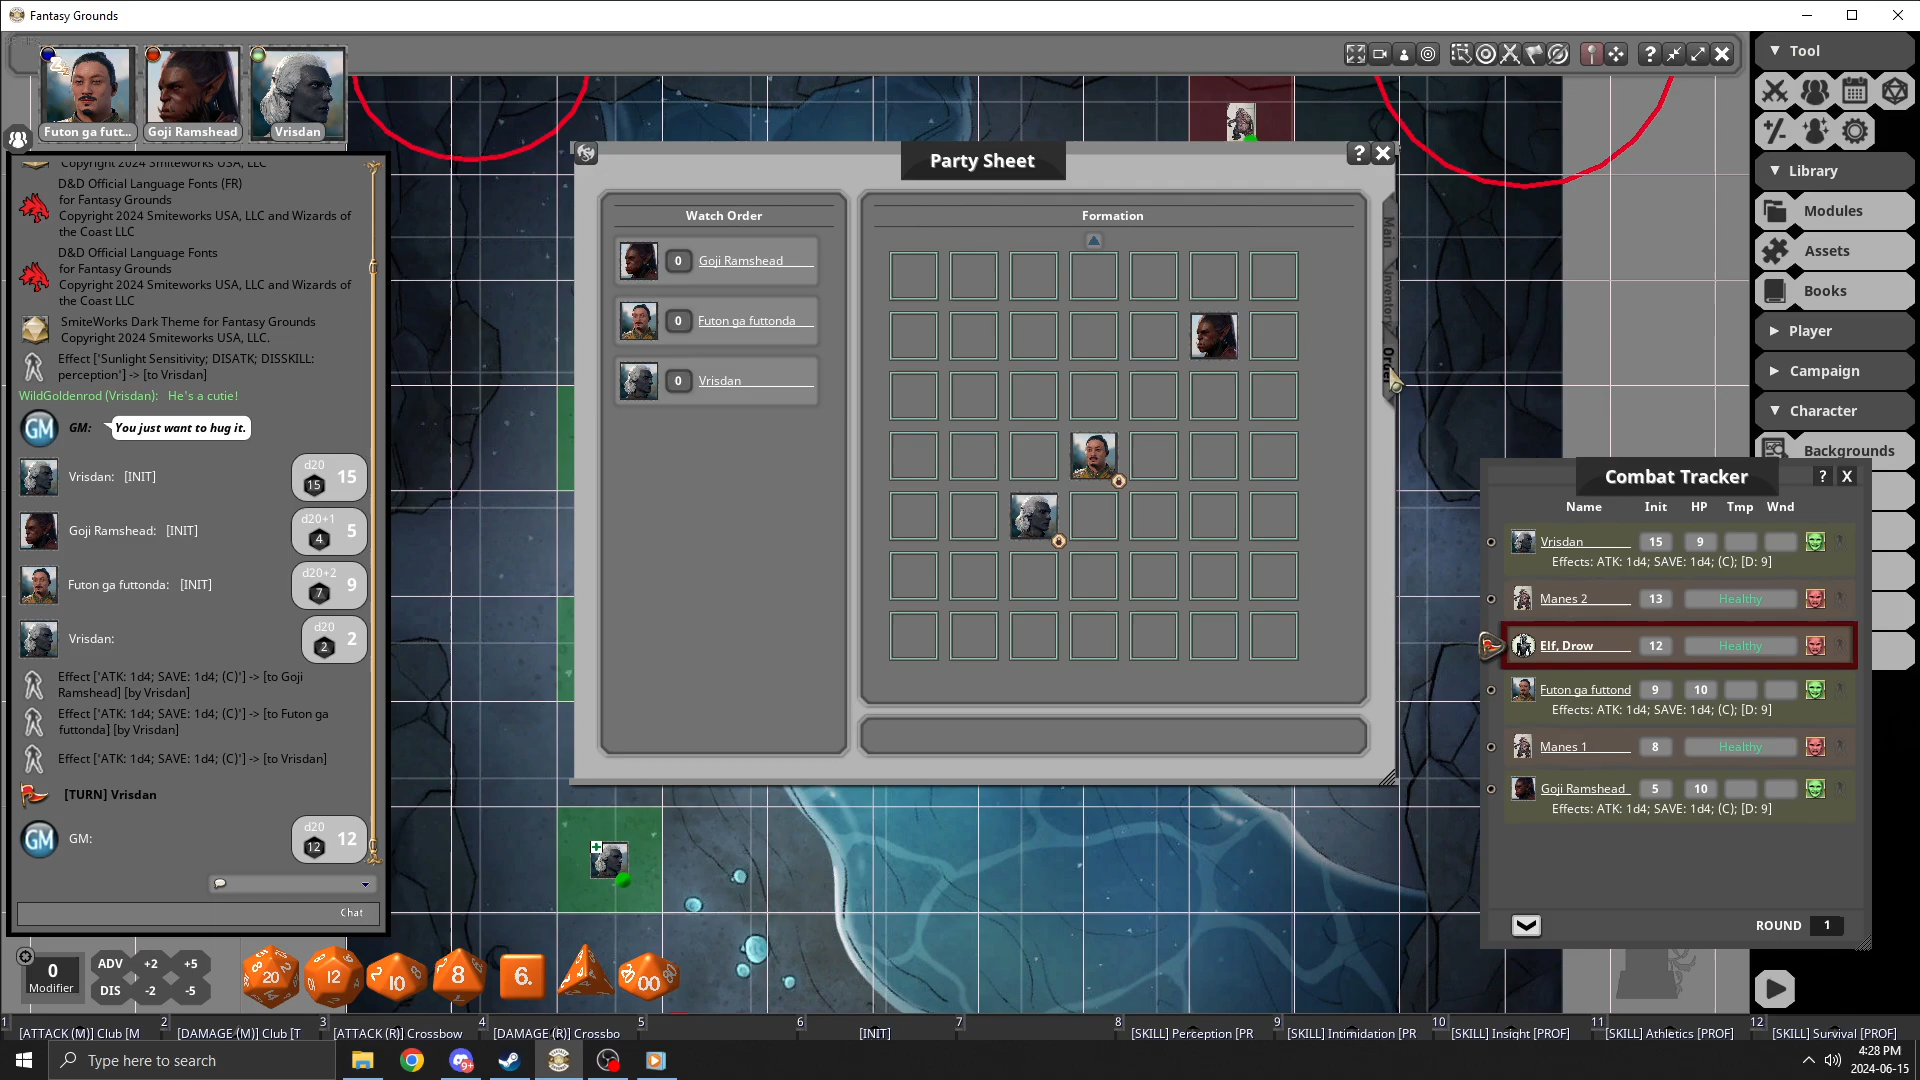 Fantasy Grounds
Futon ga futt...
Goji Ramshead
Vrisdan
Copyright 2024 Smiteworks USA, LLC
D&D Official Language Fonts (FR)
for Fantasy Grounds
Copyright 2024 Smiteworks USA, LLC and Wizards of
the Coast LLC
D&D Official Language Fonts
for Fantasy Grounds
Copyright 2024 Smiteworks USA, LLC and Wizards of
the Coast LLC
SmiteWorks Dark Theme for Fantasy Grounds
Copyright 2024 Smiteworks USA, LLC.
Effect ['Sunlight Sensitivity; DISATK; DISSKILL:
perception'] -> [to Vrisdan]
WildGoldenrod (Vrisdan): He's a cutie!
GM
GM: You just want to hug it.
Vrisdan: [INIT]
d20
15
15
Goji Ramshead: [INIT]
d20+1
4
5
Futon ga futtonda: [INIT]
d20+2
7
9
Vrisdan:
d20
2
2
Effect ['ATK: 1d4; SAVE: 1d4; (C)'] -> [to Goji
Ramshead] [by Vrisdan]
Effect ['ATK: 1d4; SAVE: 1d4; (C)'] -> [to Futon ga
futtonda] [by Vrisdan]
Effect ['ATK: 1d4; SAVE: 1d4; (C)'] -> [to Vrisdan]
[TURN] Vrisdan
GM
GM:
d20
12
12
Chat
Party Sheet
?
Watch Order
0 Goji Ramshead
0 Futon ga futtonda
0 Vrisdan
Formation
Main
Inventory
Order
?
Tool
Library
Modules
Assets
Books
Player
Campaign
Character
Backgrounds
Combat Tracker
? X
Name Init HP Tmp Wnd
Vrisdan 15 9
Effects: ATK: 1d4; SAVE: 1d4; (C); [D: 9]
Manes 2 13 Healthy
Elf, Drow 12 Healthy
Futon ga futtond 9 10
Effects: ATK: 1d4; SAVE: 1d4; (C); [D: 9]
Manes 1 8 Healthy
Goji Ramshead 5 10
Effects: ATK: 1d4; SAVE: 1d4; (C); [D: 9]
ROUND 1
0
Modifier
ADV +2 +5
DIS -2 -5
20
12
10
8
6.
00
1 2 3 4 5 6 7 8 9 10 11 12
[ATTACK (M)] Club [M
[DAMAGE (M)] Club [T
[ATTACK (R)] Crossbow
[DAMAGE (R)] Crossbo
[INIT]
[SKILL] Perception [PR
[SKILL] Intimidation [PR
[SKILL] Insight [PROF]
[SKILL] Athletics [PROF]
[SKILL] Survival [PROF]
Type here to search
9+
4:28 PM
2024-06-15